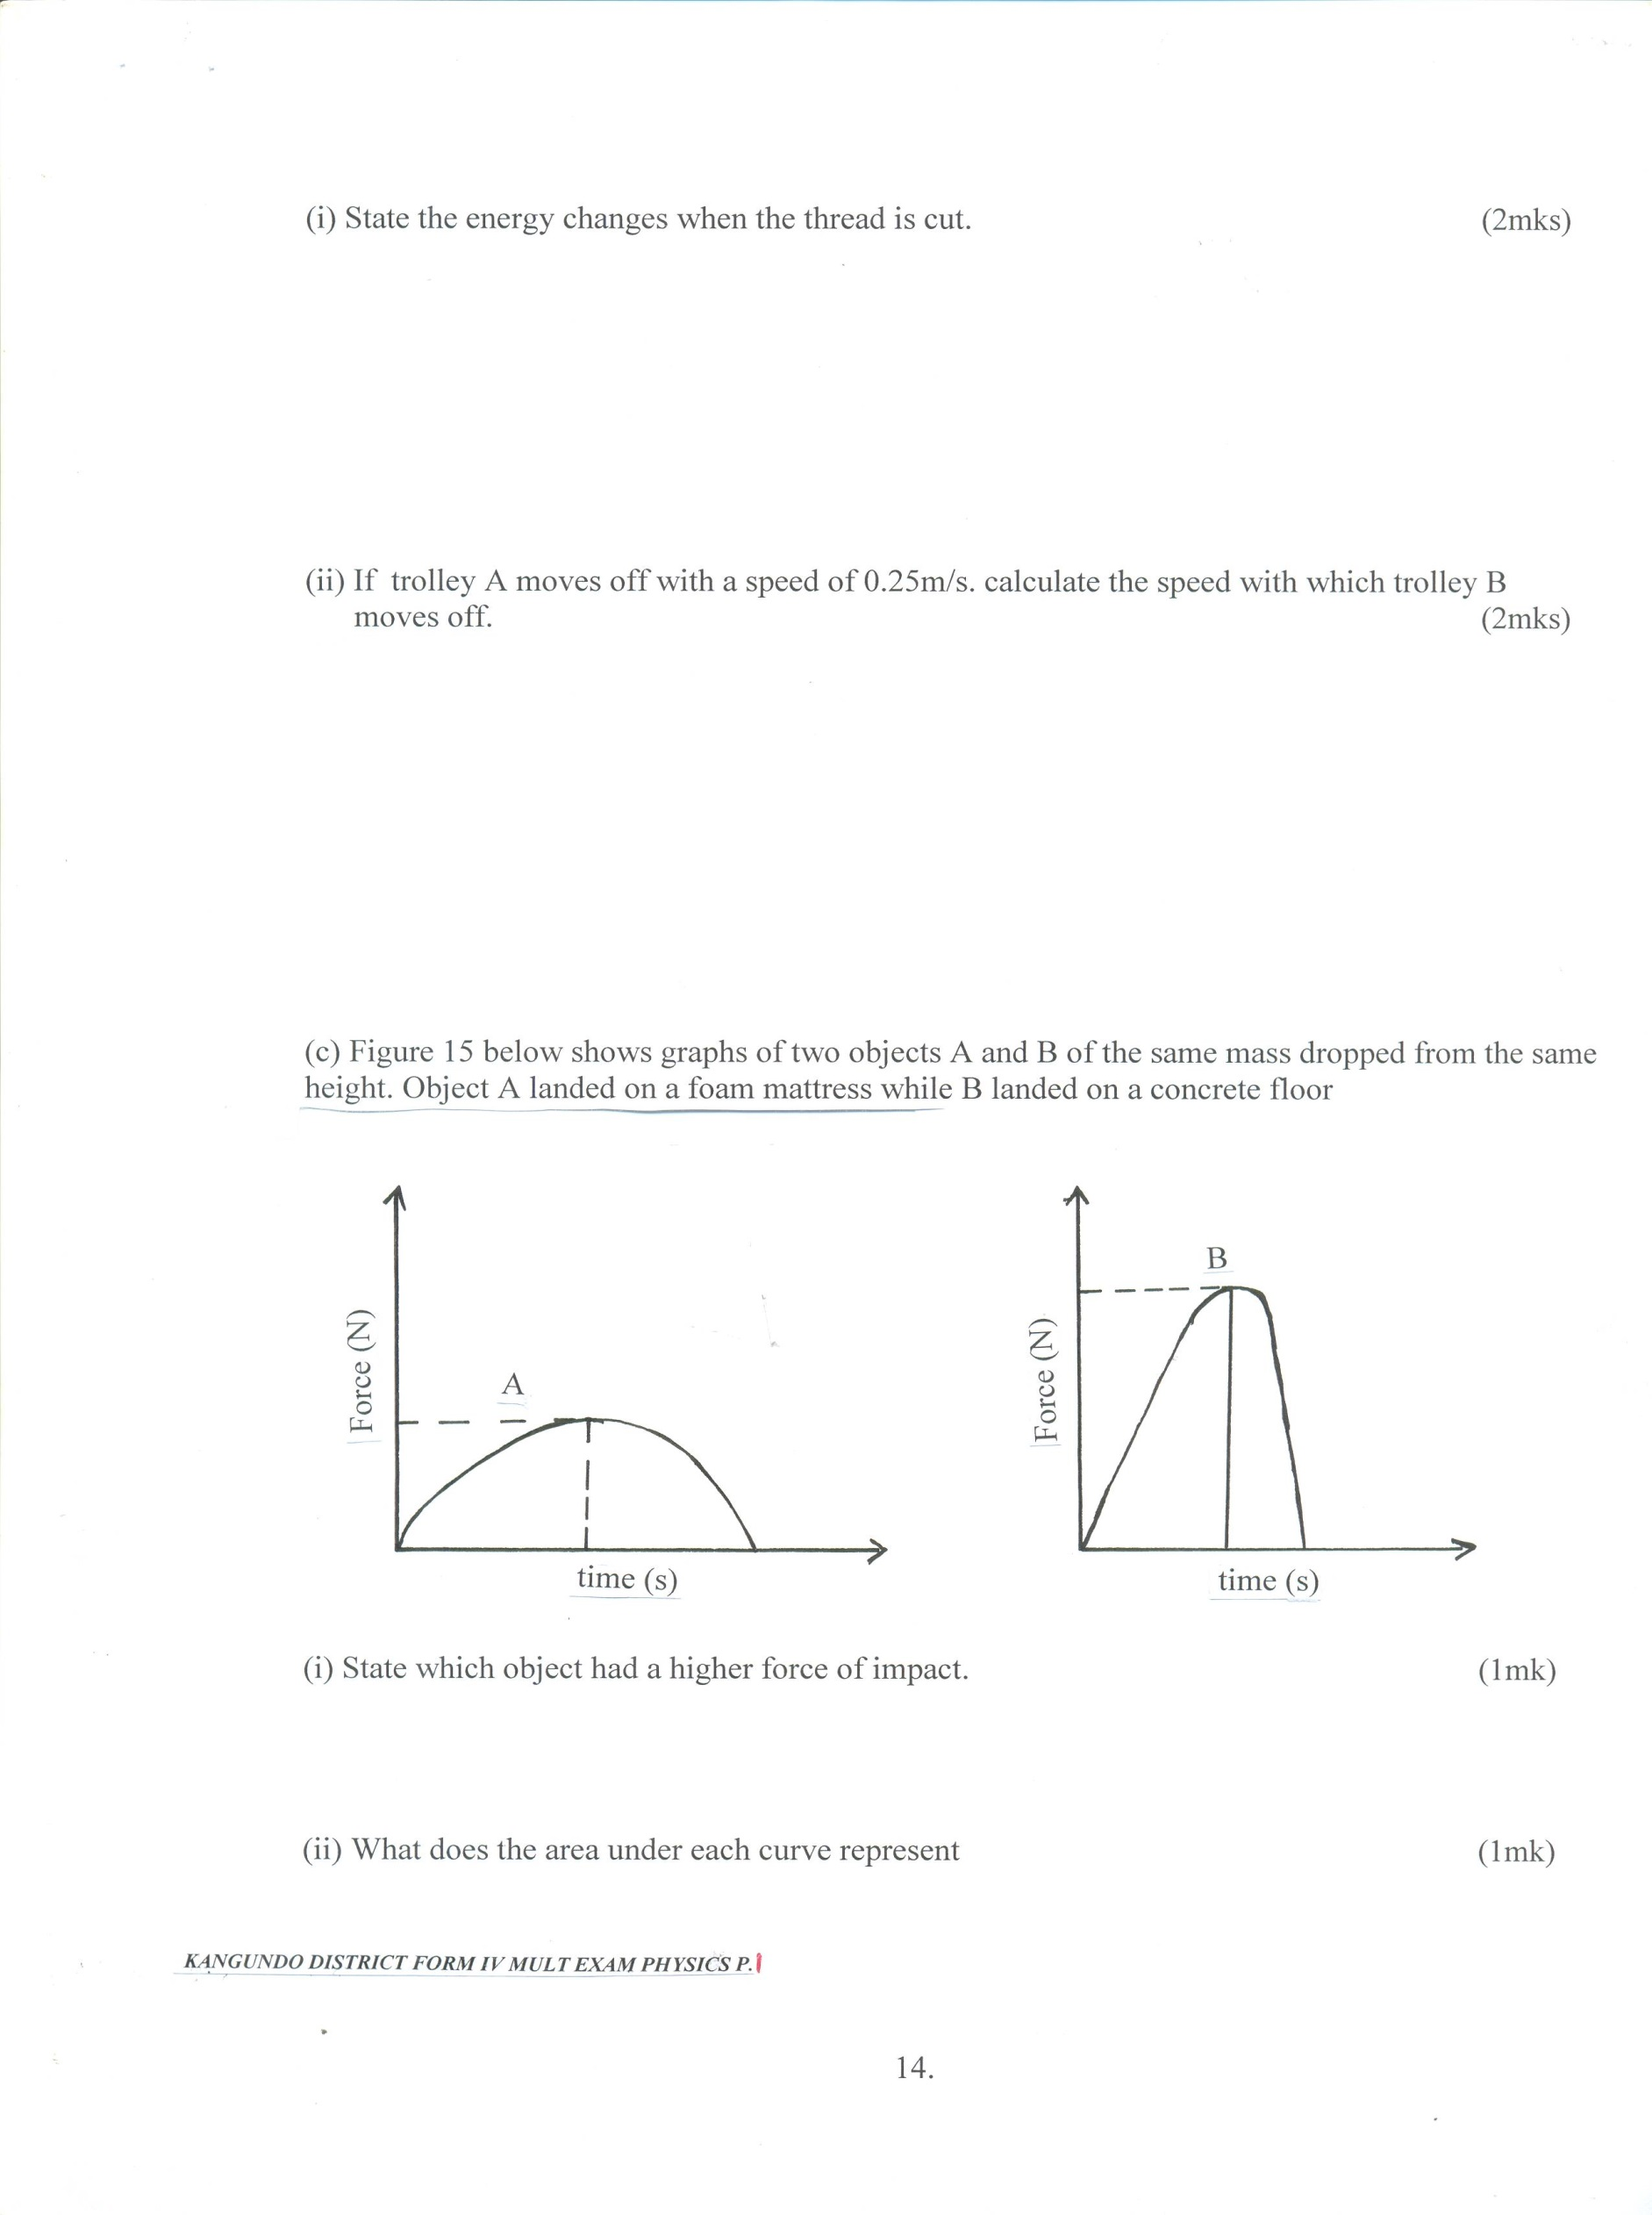 (i) State the energy changes when the thread is cut. (2mks)
(ii) If trolley A moves off with a speed of 0.25m/s. calculate the speed with which trolley B
moves off. (2mks)
(c) Figure 15 below shows graphs of two objects A and B of the same mass dropped from the same
height. Object A landed on a foam mattress while B landed on a concrete floor
Force (N)
A
time (s)
Force (N)
B
time (s)
(i) State which object had a higher force of impact. (1mk)
(ii) What does the area under each curve represent (1mk)
KANGUNDO DISTRICT FORM IV MULT EXAM PHYSICS P.1
14.